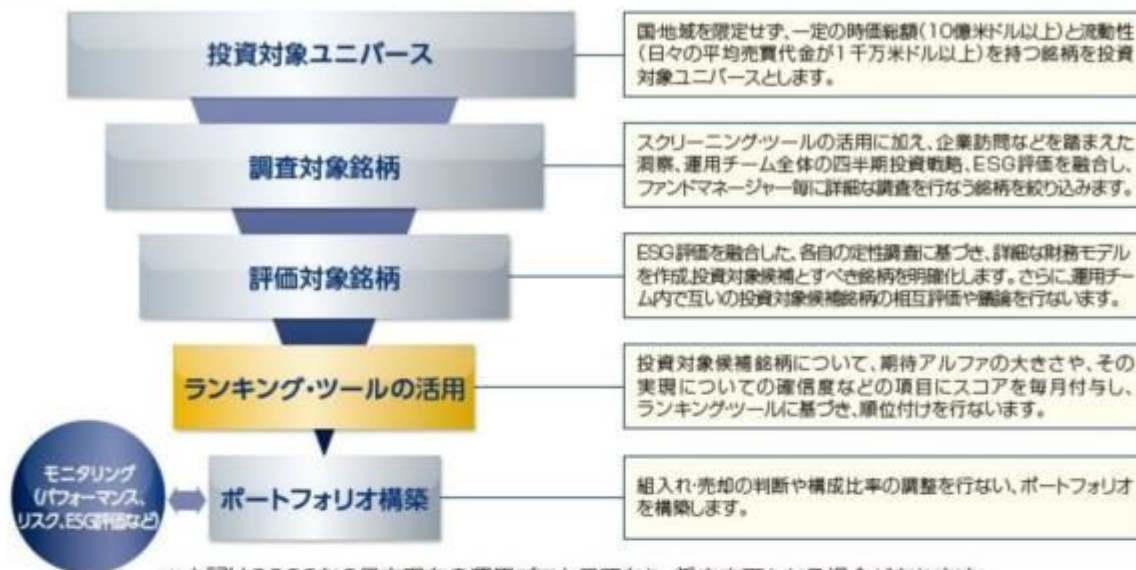 投資対象ユニバース
国・地域を限定せず、一定の時価総額(10億米ドル以上)と流動性
(日々の平均売買代金が1千万米ドル以上)を持つ銘柄を投資
対象ユニバースとします。
調査対象銘柄
スクリーニング・ツールの活用に加え、企業訪問などを踏まえた
洞察、運用チーム全体の四半期投資戦略、ESG評価を融合し、
ファンドマネージャー毎に詳細な調査を行なう銘柄を絞り込みます。
評価対象銘柄
ESG評価を融合した、各自の定性調査に基づき、詳細な財務モデル
を作成。投資対象候補とすべき銘柄を明確化します。さらに、運用チー
ム内で互いの投資対象候補銘柄の相互評価や議論を行ないます。
ランキング・ツールの活用
投資対象候補銘柄について、期待アルファの大きさや、その
実現についての確信度などの項目にスコアを毎月付与し、
ランキング・ツールに基づき、順位付けを行ないます。
モニタリング
(パフォーマンス、
リスク、ESG評価など)
ポートフォリオ構築
組入れ・売却の判断や構成比率の調整を行ない、ポートフォリオ
を構築します。